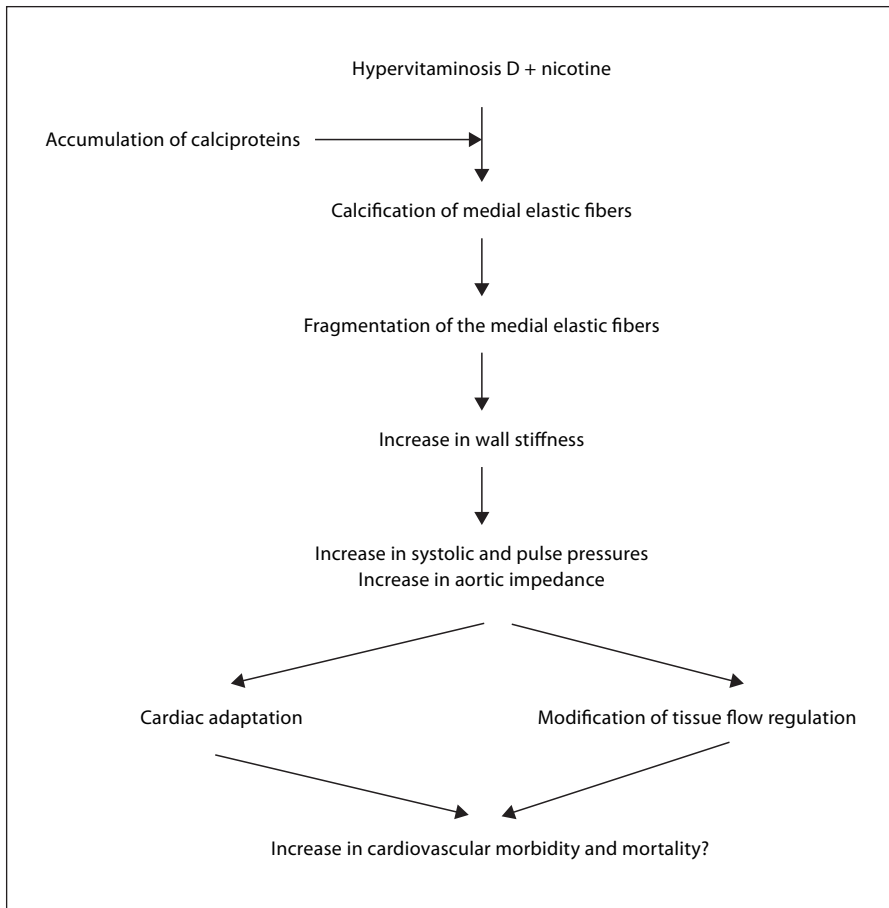 Hypervitaminosis D + nicotine
Accumulation of calciproteins
Calcification of medial elastic fibers
Fragmentation of the medial elastic fibers
Increase in wall stiffness
Increase in systolic and pulse pressures
Increase in aortic impedance
Cardiac adaptation
Modification of tissue flow regulation
Increase in cardiovascular morbidity and mortality?